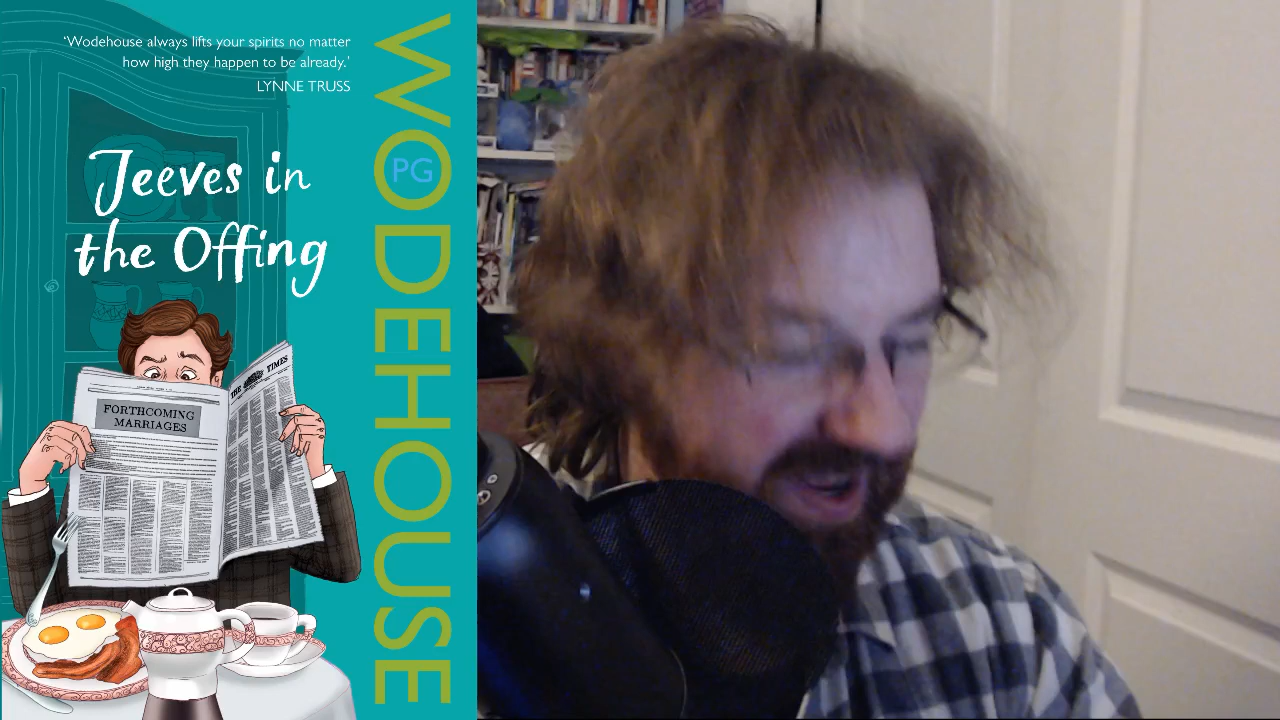 ‘Wodehouse always lifts your spirits no matter
how high they happen to be already.’
LYNNE TRUSS
Jeeves in
the Offing
PG
WODEHOUSE
THE TIMES
FORTHCOMING
MARRIAGES